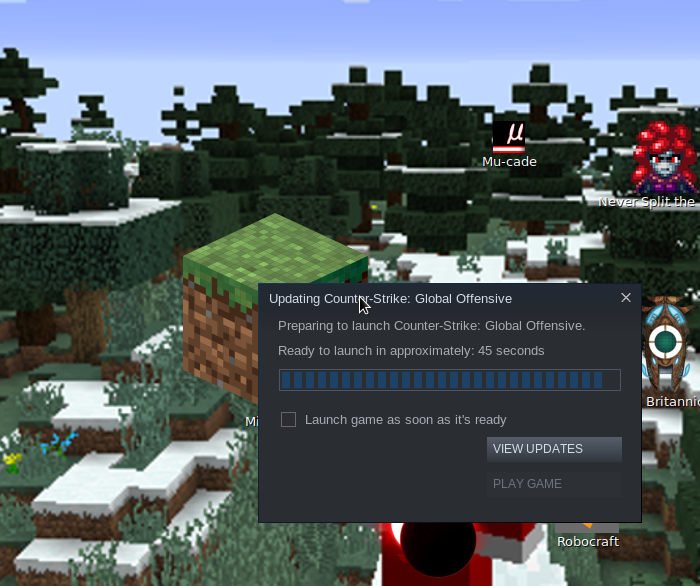 µ
Mu-cade
Never Split the
Updating Counter-Strike: Global Offensive
Preparing to launch Counter-Strike: Global Offensive.
Ready to launch in approximately: 45 seconds
Britannic
Launch game as soon as it's ready
Mi
VIEW UPDATES
PLAY GAME
Robocraft